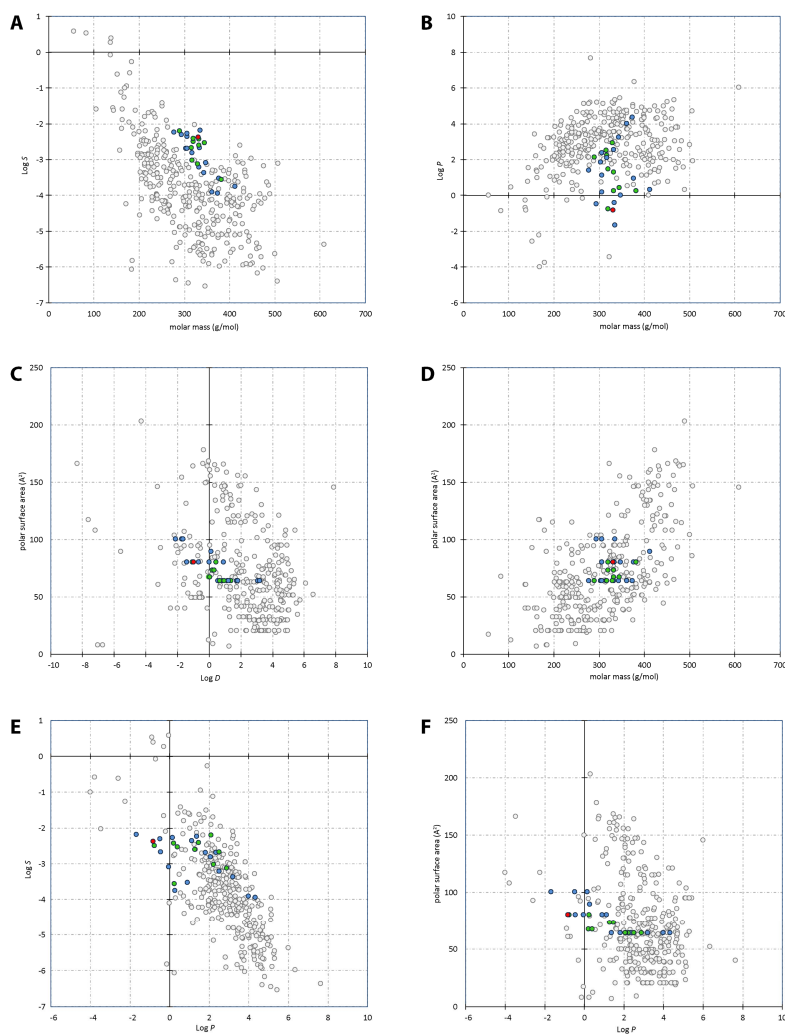 A
B
1
0
-1
-2
-3
-4
-5
-6
-7
Log S
0 100 200 300 400 500 600 700
molar mass (g/mol)
10
8
6
4
2
0
-2
-4
-6
Log P
0 100 200 300 400 500 600 700
molar mass (g/mol)
C
D
250
200
150
100
50
0
polar surface area (A²)
-10 -8 -6 -4 -2 0 2 4 6 8 10
Log D
250
200
150
100
50
0
polar surface area (A²)
0 100 200 300 400 500 600 700
molar mass (g/mol)
E
F
1
0
-1
-2
-3
-4
-5
-6
-7
Log S
-6 -4 -2 0 2 4 6 8 10
Log P
250
200
150
100
50
0
polar surface area (A²)
-6 -4 -2 0 2 4 6 8 10
Log P